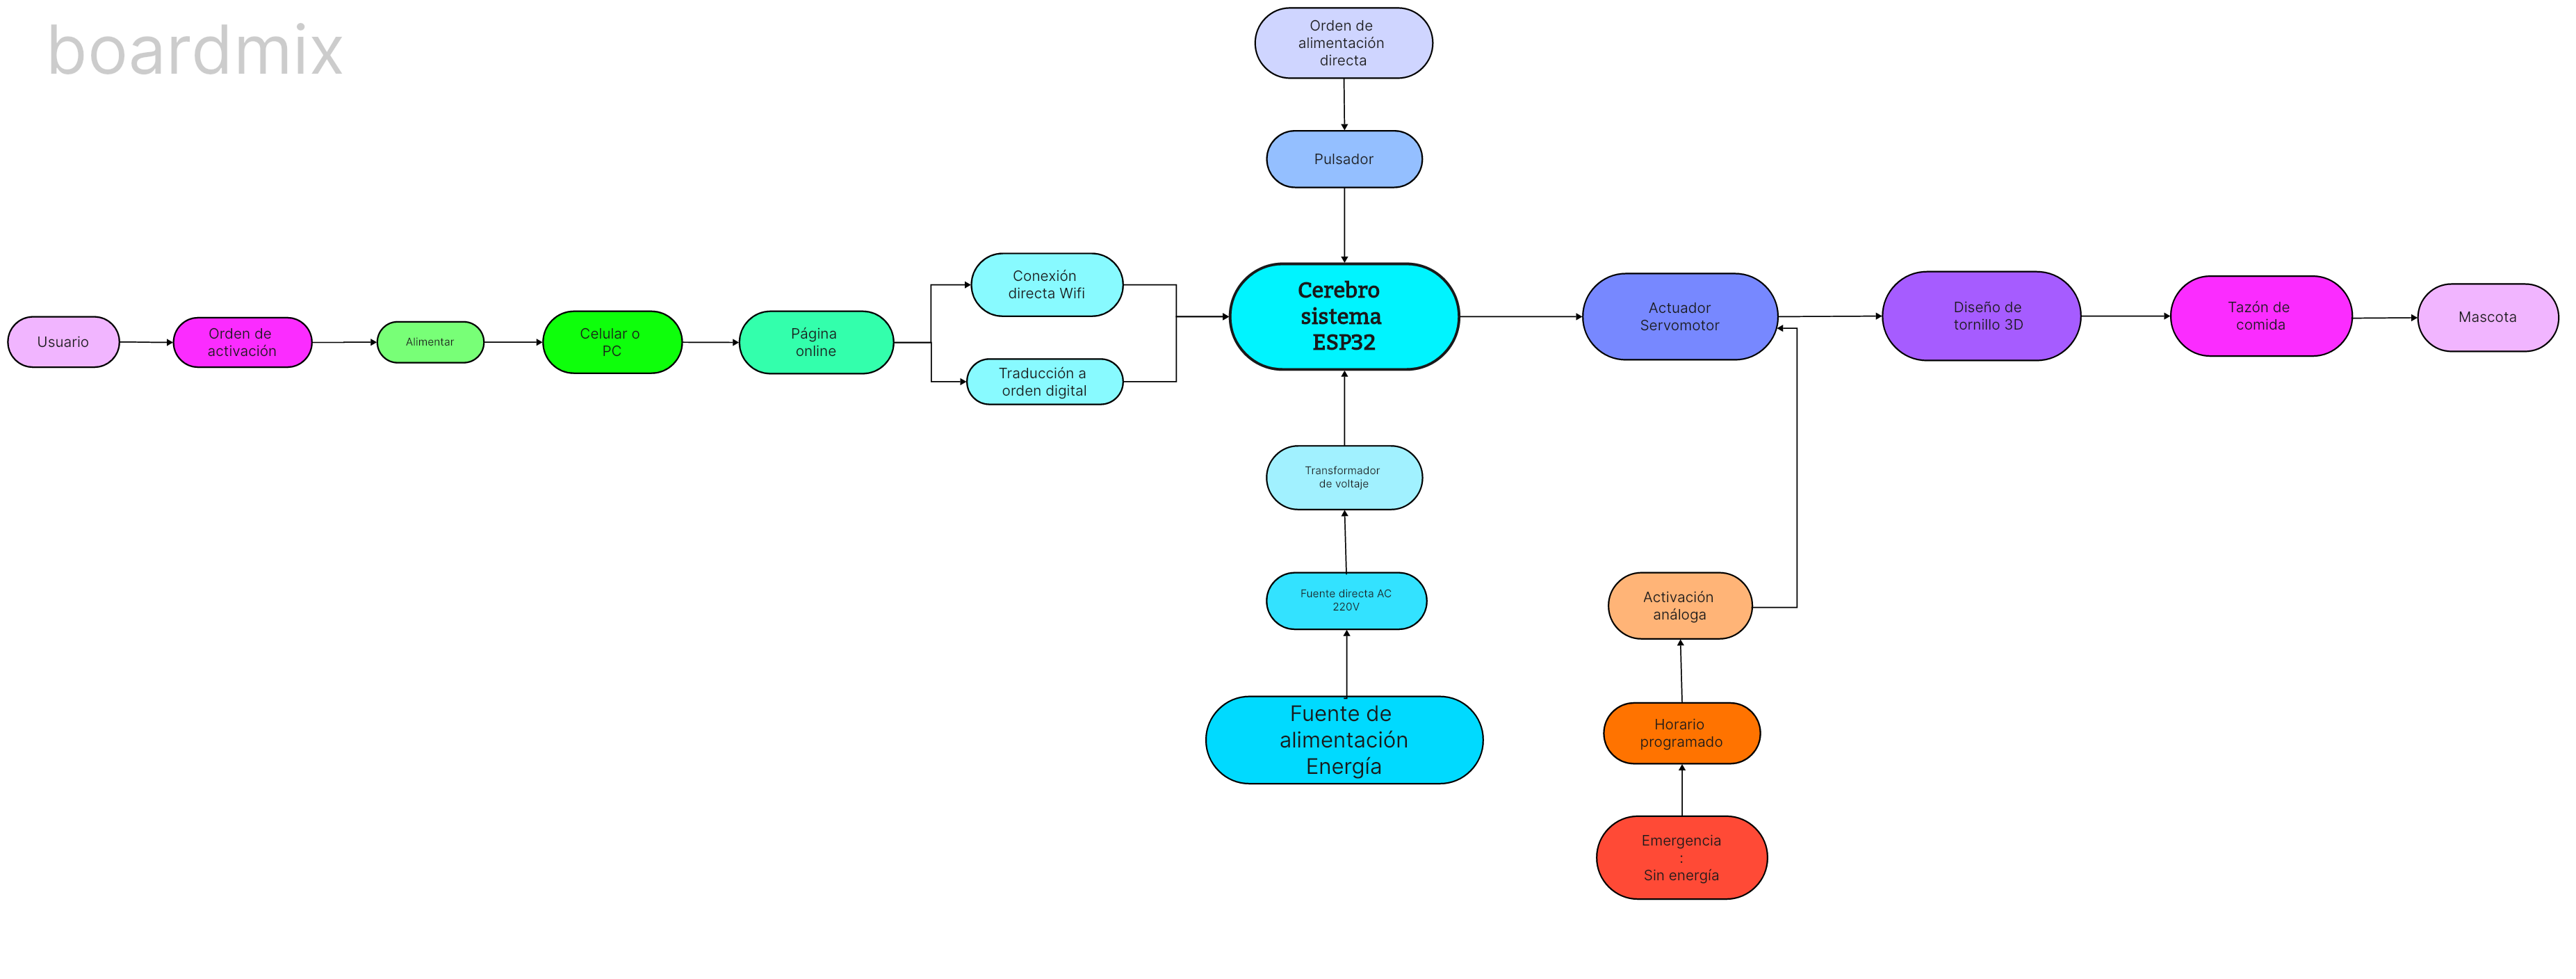 boardmix
Orden de
alimentación
directa
Pulsador
Usuario
Orden de
activación
Alimentar
Celular o
PC
Página
online
Conexión
directa Wifi
Traducción a
orden digital
Cerebro
sistema
ESP32
Actuador
Servomotor
Diseño de
tornillo 3D
Tazón de
comida
Mascota
Transformador
de voltaje
Fuente directa AC
220V
Fuente de
alimentación
Energía
Activación
análoga
Horario
programado
Emergencia
:
Sin energía